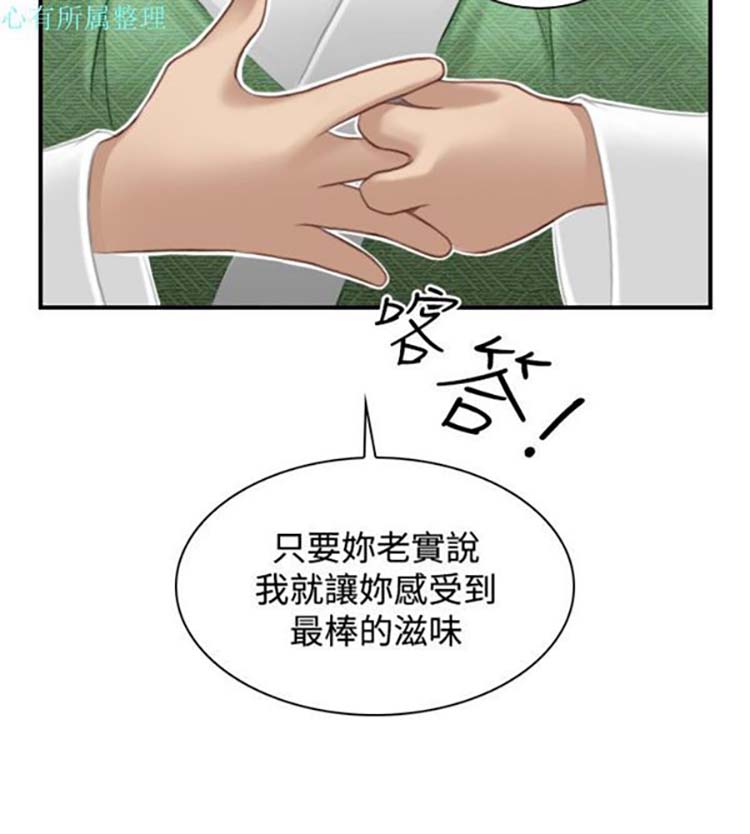 心有所属整理
喀答！
只要妳老實說
我就讓妳感受到
最棒的滋味